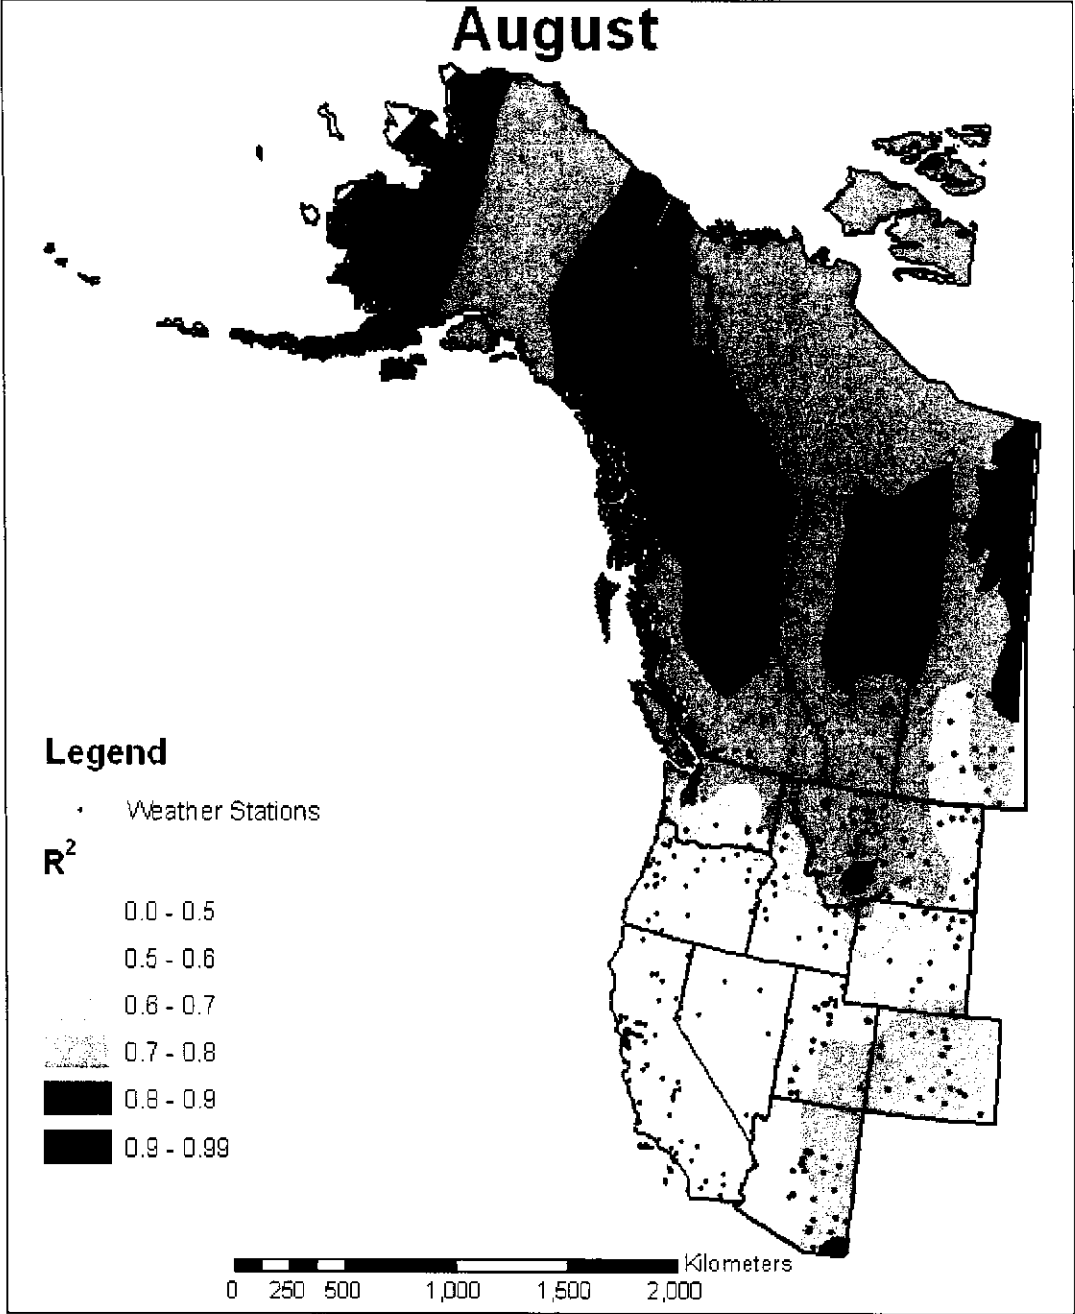 August
Legend
Weather Stations
R²
0.0 - 0.5
0.5 - 0.6
0.6 - 0.7
0.7 - 0.8
0.8 - 0.9
0.9 - 0.99
Kilometers
0 250 500 1,000 1,500 2,000